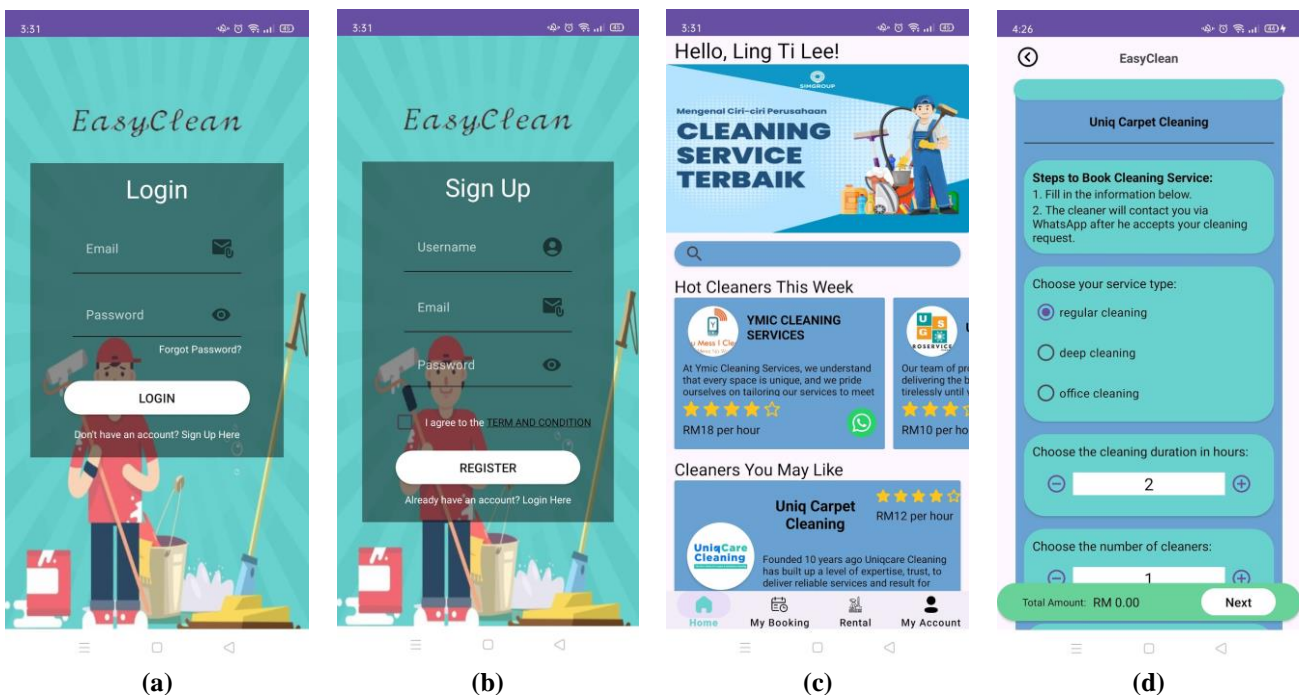 3:31
45
EasyClean
Login
Email
Password
Forgot Password?
LOGIN
Don't have an account? Sign Up Here
(a)
3:31
45
EasyClean
Sign Up
Username
Email
Password
I agree to the TERM AND CONDITION
REGISTER
Already have an account? Login Here
(b)
3:31
45
Hello, Ling Ti Lee!
SIMGROUP
Mengenal Ciri-ciri Perusahaan
CLEANING
SERVICE
TERBAIK
Hot Cleaners This Week
u Mess I Cle
YMIC CLEANING
SERVICES
At Ymic Cleaning Services, we understand
that every space is unique, and we pride
ourselves on tailoring our services to meet
RM18 per hour
U
S
G
ROSERVICE
U
Our team of pr
delivering the b
tirelessly until
RM10 per ho
Cleaners You May Like
Uniq Carpet
Cleaning
RM12 per hour
UniqCare
Cleaning
Founded 10 years ago Uniqcare Cleaning
has built up a level of expertise, trust, to
deliver reliable services and result for
Home
My Booking
Rental
My Account
(c)
4:26
44
EasyClean
Uniq Carpet Cleaning
Steps to Book Cleaning Service:
1. Fill in the information below.
2. The cleaner will contact you via
WhatsApp after he accepts your cleaning
request.
Choose your service type:
regular cleaning
deep cleaning
office cleaning
Choose the cleaning duration in hours:
2
Choose the number of cleaners:
1
Total Amount: RM 0.00
Next
(d)